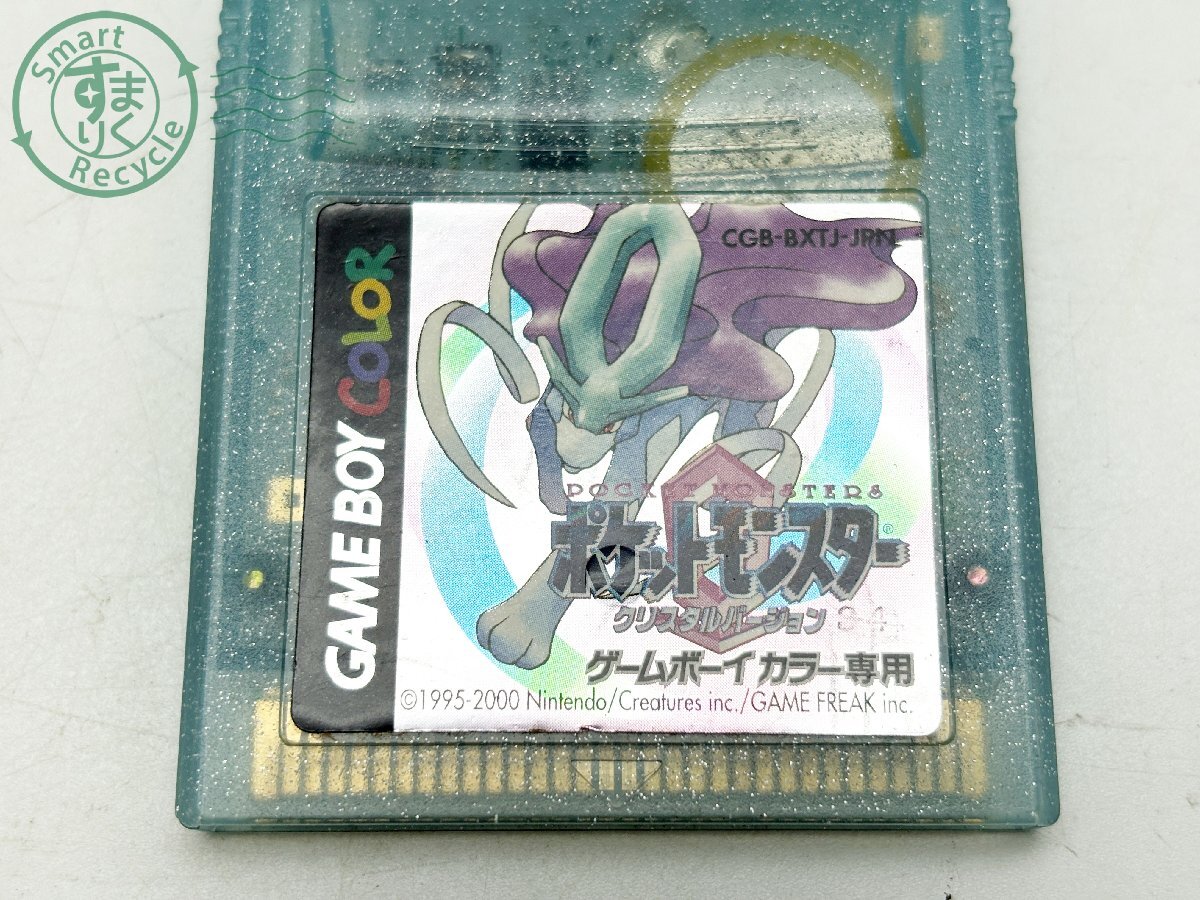 Smart
すまりく
Recycle
GAME BOY COLOR
CGB-BXTJ-JPN
POCKET MONSTERS
ポケットモンスター®
クリスタルバージョン
ゲームボーイカラー専用
©1995-2000 Nintendo/Creatures inc./GAME FREAK inc.